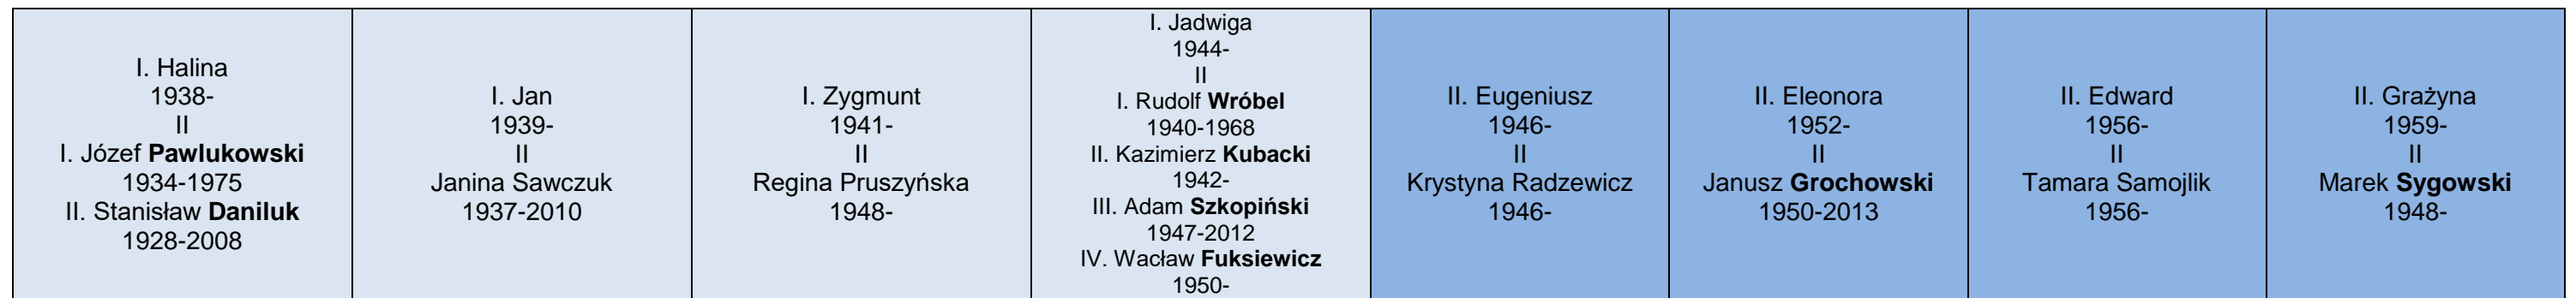 I. Halina
1938-
II
I. Józef Pawlukowski
1934-1975
II. Stanisław Daniluk
1928-2008
I. Jan
1939-
II
Janina Sawczuk
1937-2010
I. Zygmunt
1941-
II
Regina Pruszyńska
1948-
I. Jadwiga
1944-
II
I. Rudolf Wróbel
1940-1968
II. Kazimierz Kubacki
1942-
III. Adam Szkopiński
1947-2012
IV. Wacław Fuksiewicz
1950-
II. Eugeniusz
1946-
II
Krystyna Radzewicz
1946-
II. Eleonora
1952-
II
Janusz Grochowski
1950-2013
II. Edward
1956-
II
Tamara Samojlik
1956-
II. Grażyna
1959-
II
Marek Sygowski
1948-